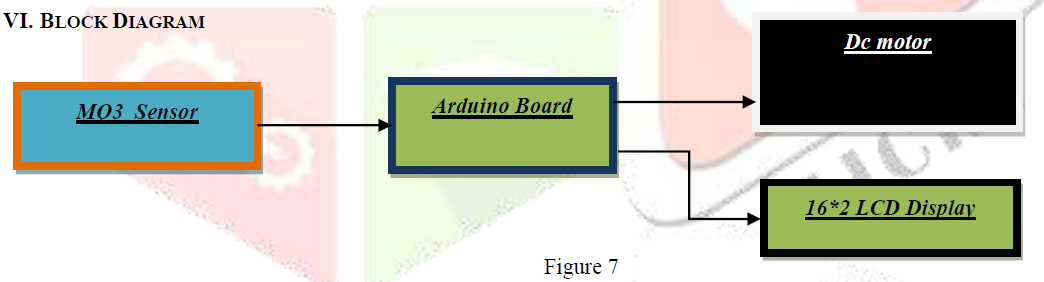 VI. BLOCK DIAGRAM
Dc motor
MO3 Sensor
Arduino Board
16*2 LCD Display
Figure 7